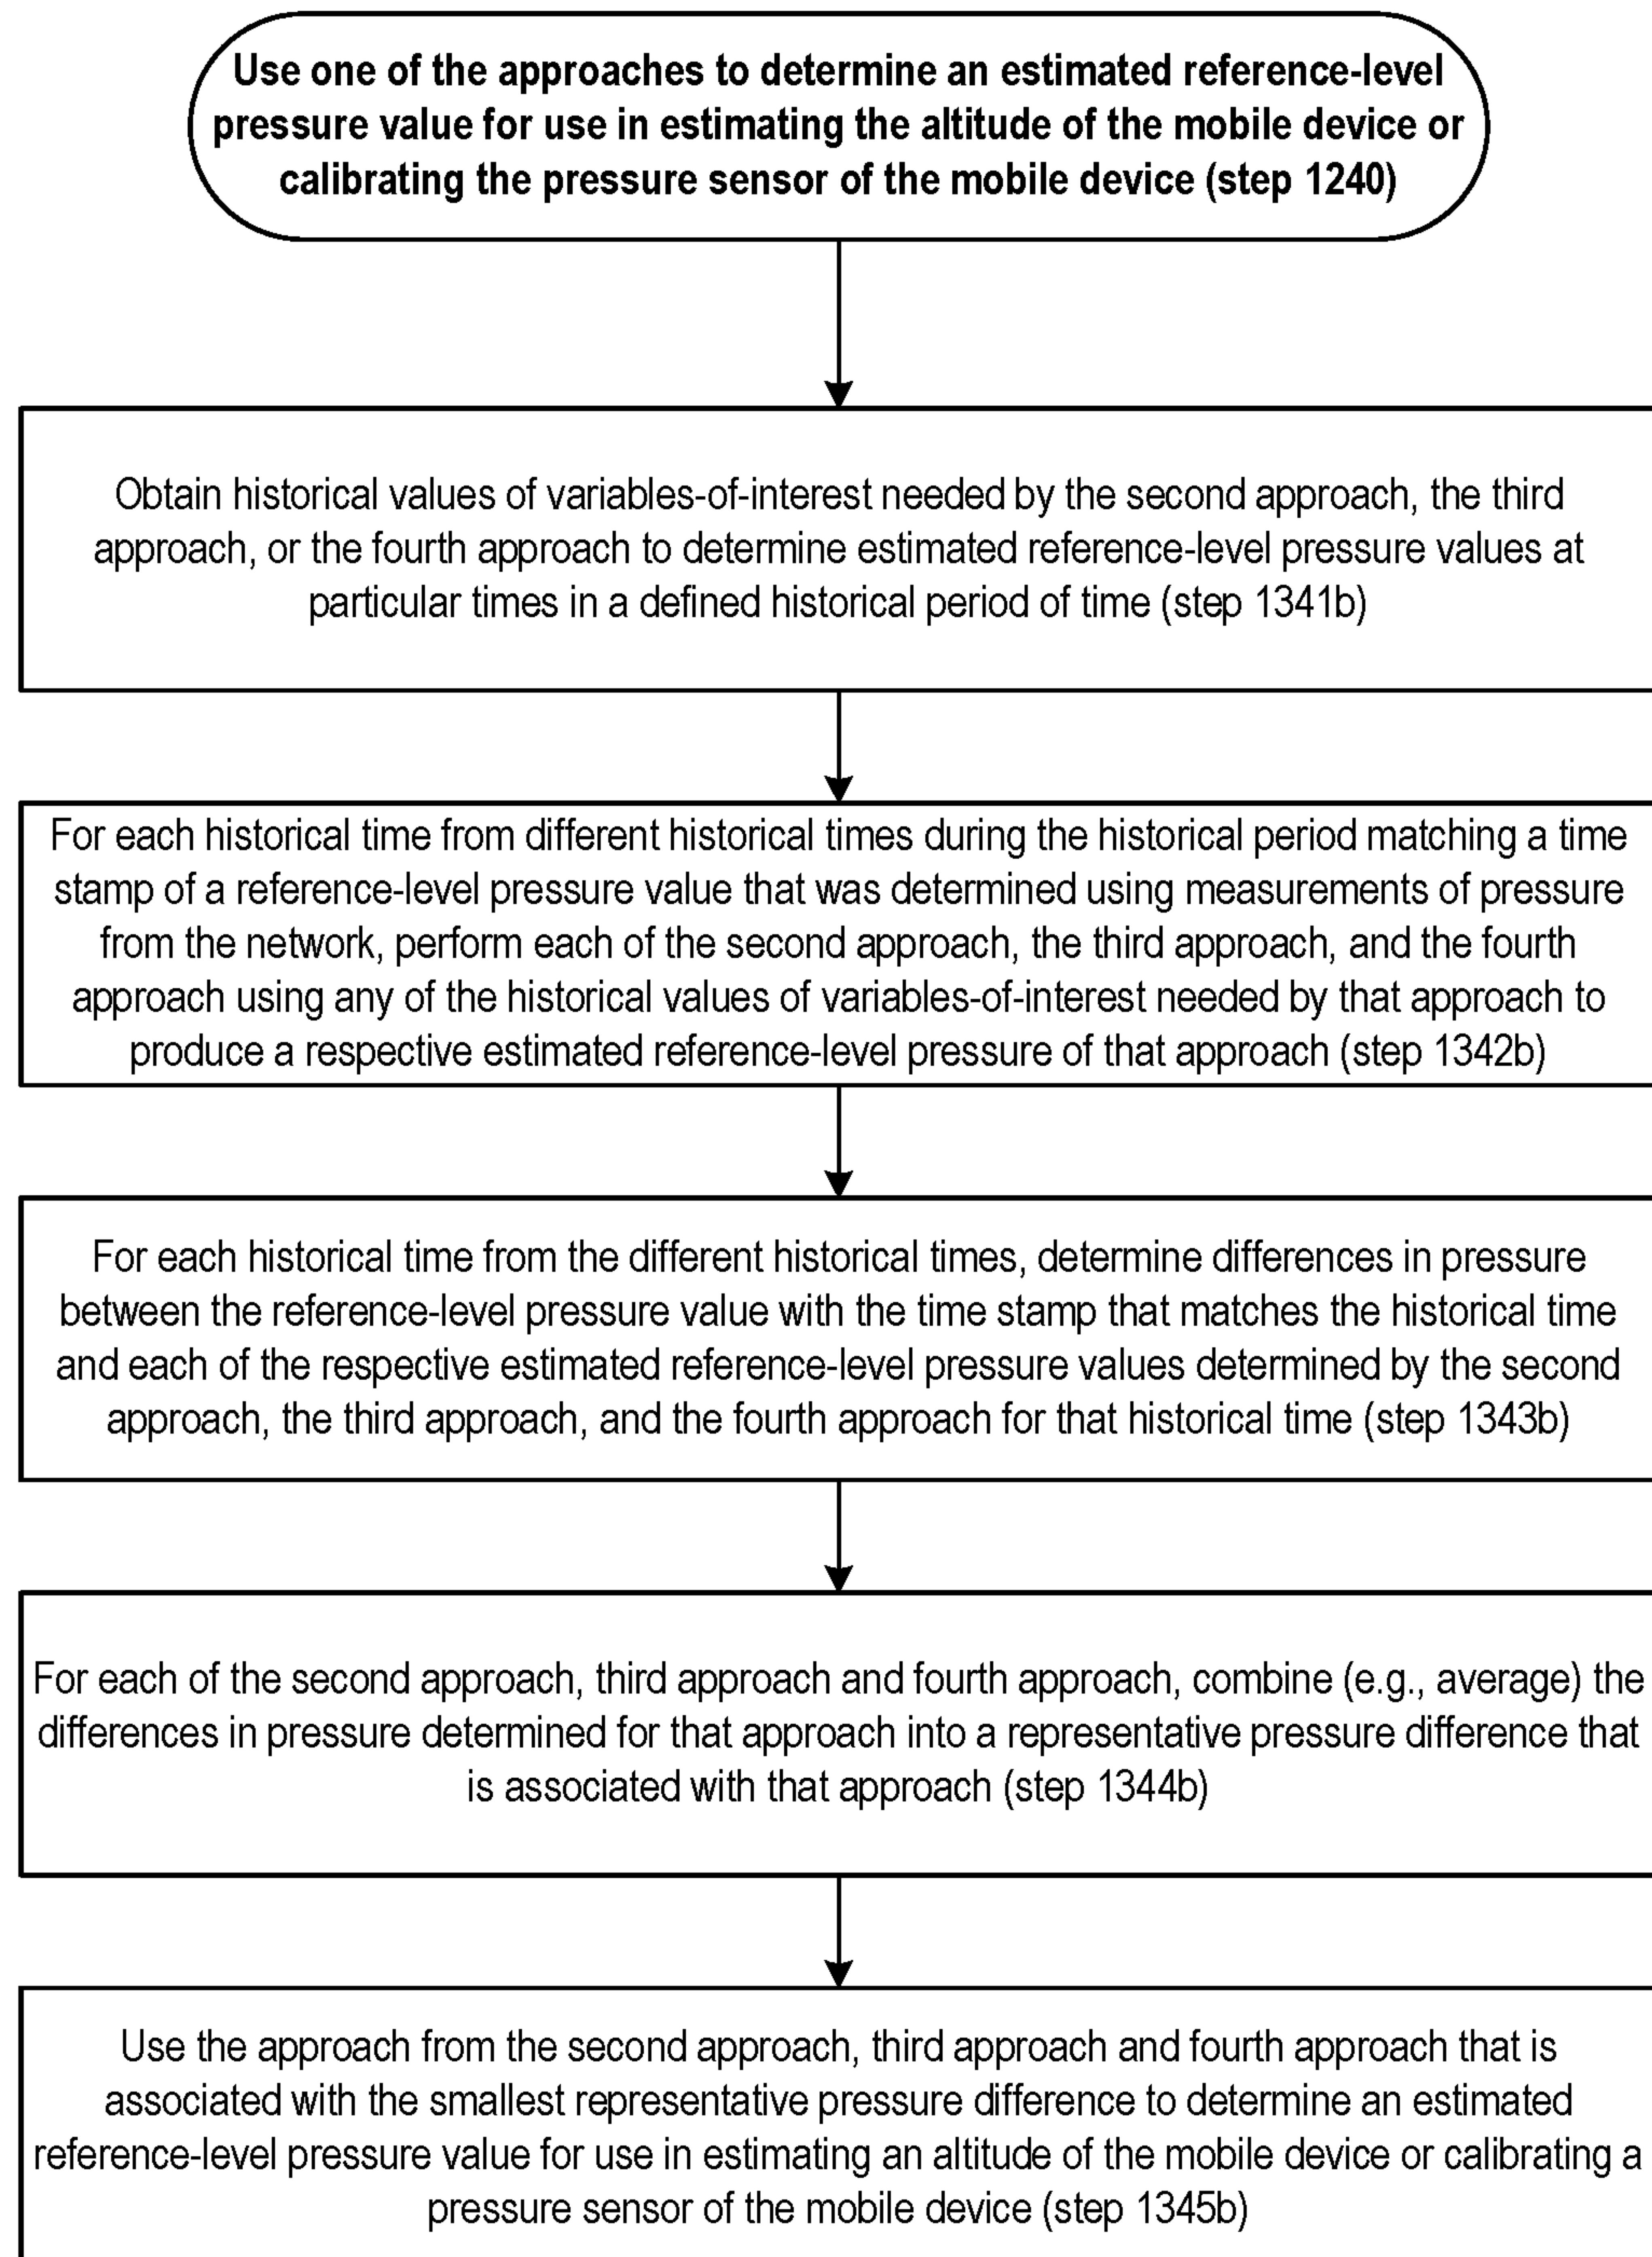 Use one of the approaches to determine an estimated reference-level
pressure value for use in estimating the altitude of the mobile device or
calibrating the pressure sensor of the mobile device (step 1240)
Obtain historical values of variables-of-interest needed by the second approach, the third
approach, or the fourth approach to determine estimated reference-level pressure values at
particular times in a defined historical period of time (step 1341b)
For each historical time from different historical times during the historical period matching a time
stamp of a reference-level pressure value that was determined using measurements of pressure
from the network, perform each of the second approach, the third approach, and the fourth
approach using any of the historical values of variables-of-interest needed by that approach to
produce a respective estimated reference-level pressure of that approach (step 1342b)
For each historical time from the different historical times, determine differences in pressure
between the reference-level pressure value with the time stamp that matches the historical time
and each of the respective estimated reference-level pressure values determined by the second
approach, the third approach, and the fourth approach for that historical time (step 1343b)
For each of the second approach, third approach and fourth approach, combine (e.g., average) the
differences in pressure determined for that approach into a representative pressure difference that
is associated with that approach (step 1344b)
Use the approach from the second approach, third approach and fourth approach that is
associated with the smallest representative pressure difference to determine an estimated
reference-level pressure value for use in estimating an altitude of the mobile device or calibrating a
pressure sensor of the mobile device (step 1345b)